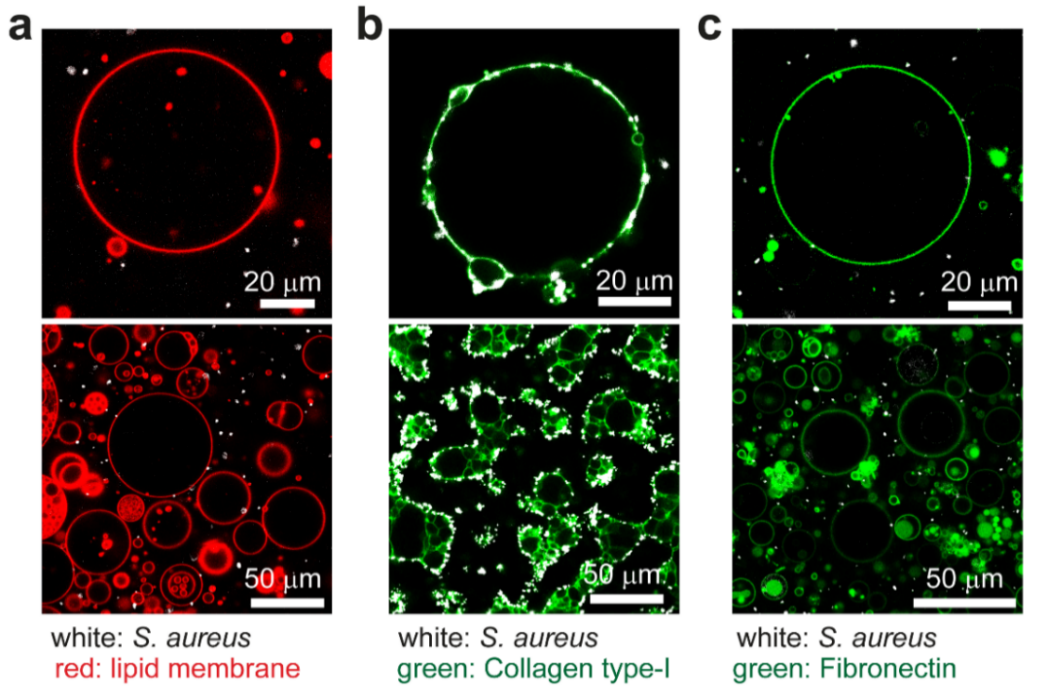 a
b
c
20 μm
20 μm
20 μm
50 μm
50 μm
50 μm
white: S. aureus
red: lipid membrane
white: S. aureus
green: Collagen type-I
white: S. aureus
green: Fibronectin